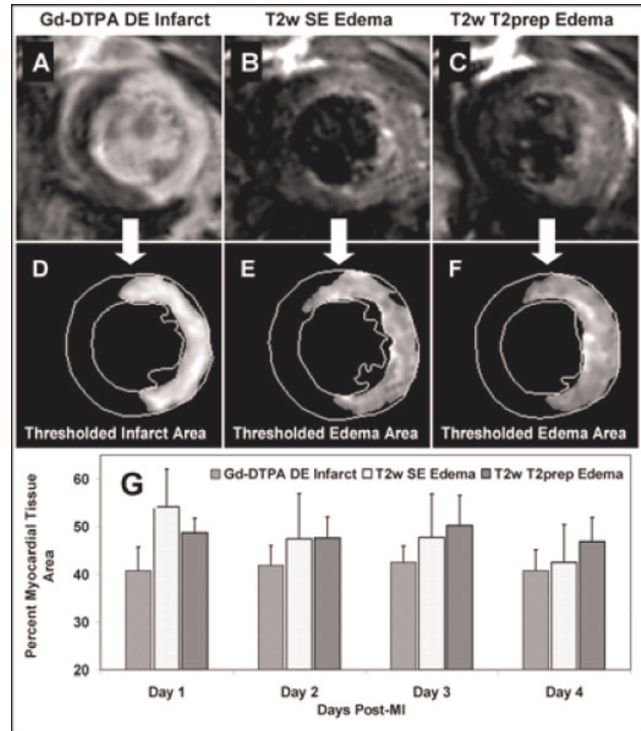 Gd-DTPA DE Infarct
T2w SE Edema
T2w T2prep Edema
A
B
C
D
E
F
Thresholded Infarct Area
Thresholded Edema Area
Thresholded Edema Area
G
Gd-DTPA DE Infarct
T2w SE Edema
T2w T2prep Edema
Percent Myocardial Tissue
Area
60
50
40
30
20
Day 1
Day 2
Day 3
Day 4
Days Post-MI